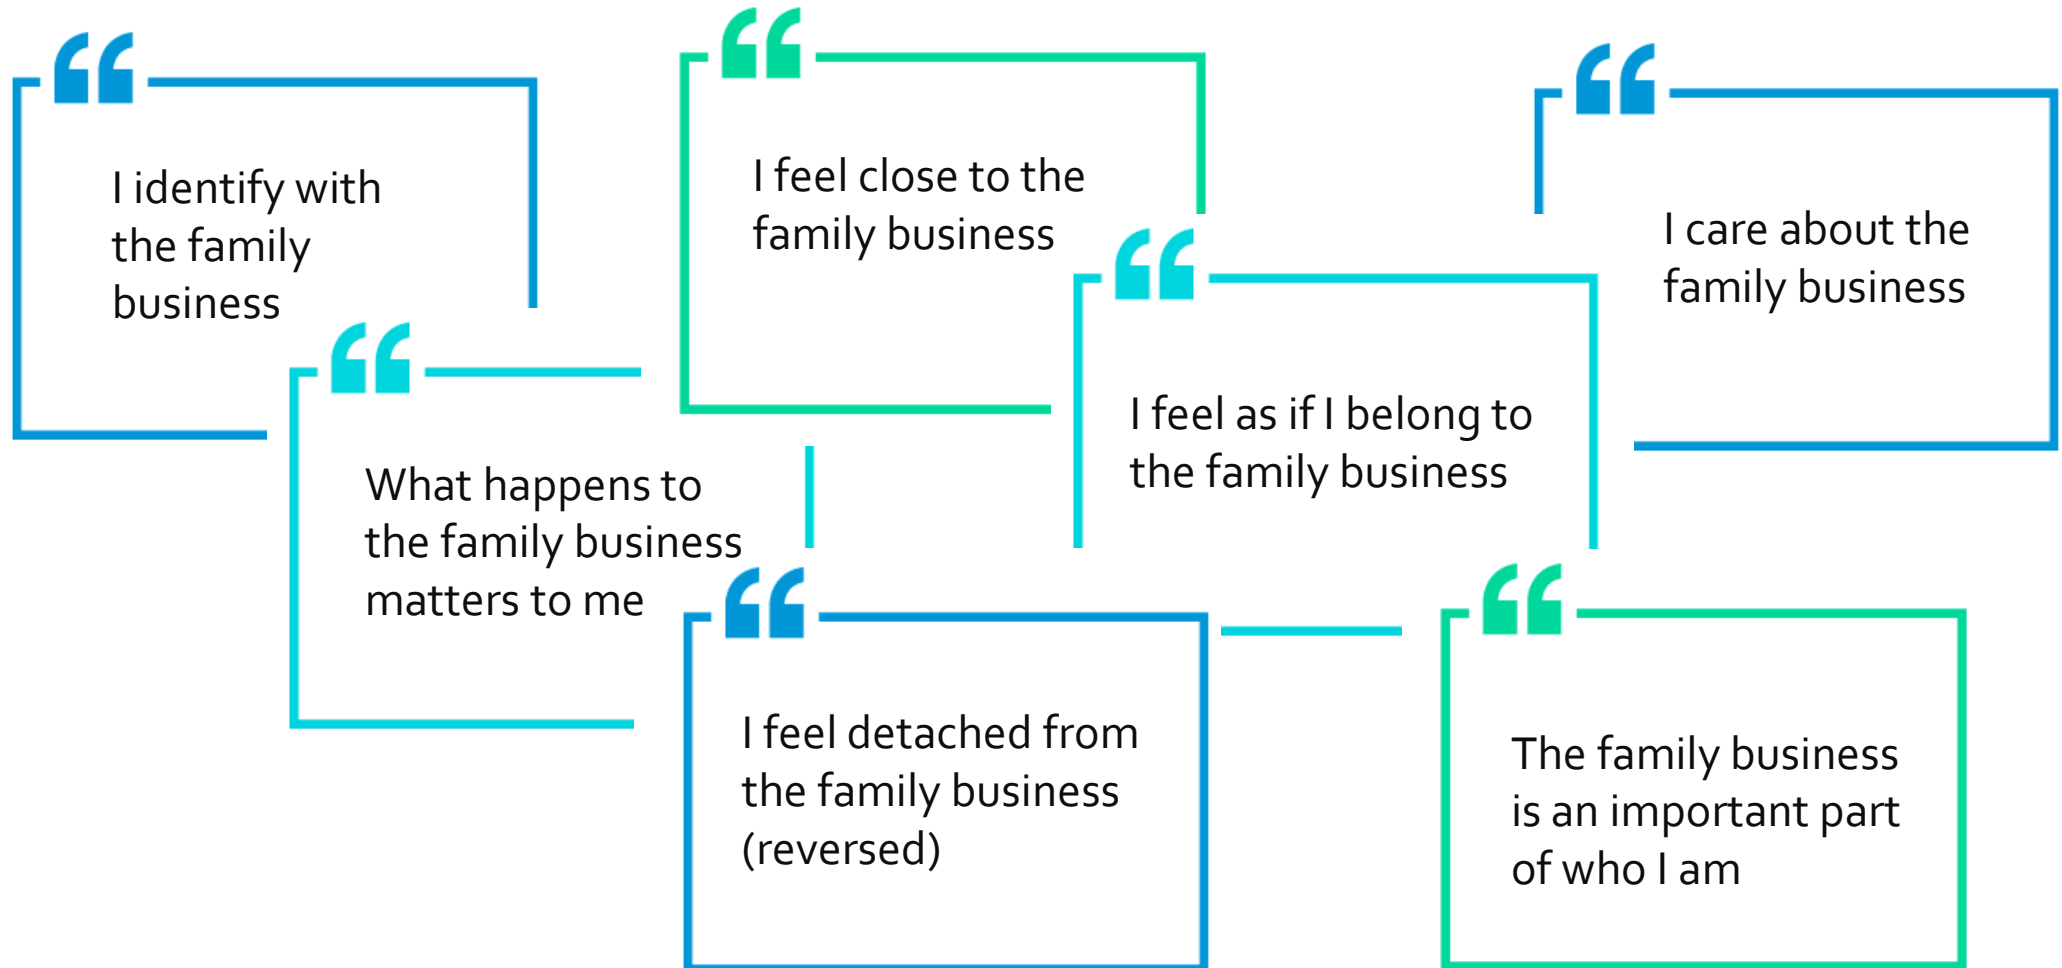 I identify with
the family
business
I feel close to the
family business
I care about the
family business
What happens to
the family business
matters to me
I feel as if I belong to
the family business
I feel detached from
the family business
(reversed)
The family business
is an important part
of who I am